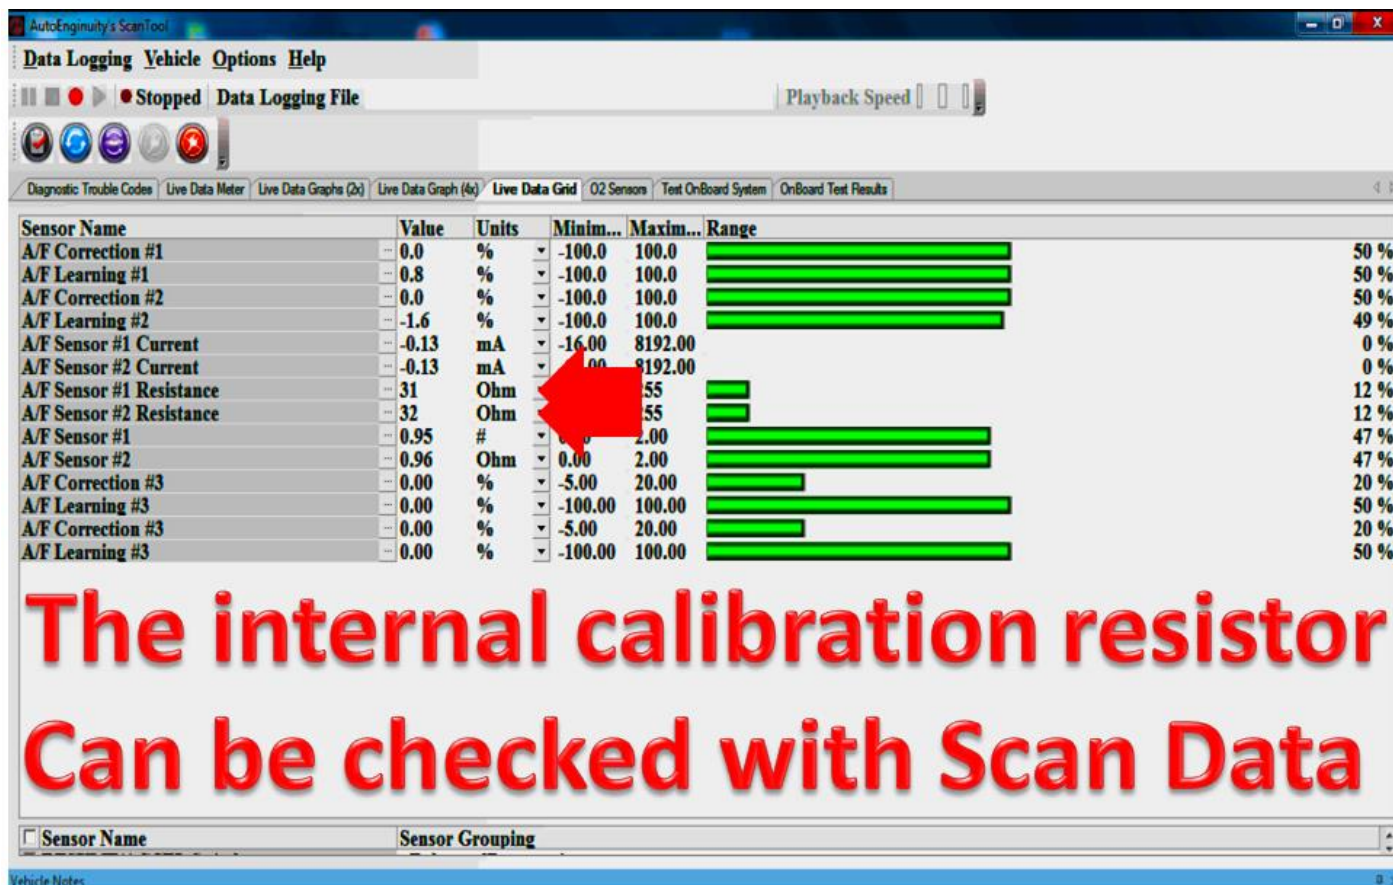 AutoEnginuity's ScanTool
Data Logging Vehicle Options Help
Stopped Data Logging File Playback Speed
Diagnostic Trouble Codes Live Data Meter Live Data Graphs (2x) Live Data Graph (4x) Live Data Grid O2 Sensors Test OnBoard System OnBoard Test Results
Sensor Name Value Units Minim... Maxim... Range
A/F Correction #1 ... 0.0 % -100.0 100.0 50 %
A/F Learning #1 ... 0.8 % -100.0 100.0 50 %
A/F Correction #2 ... 0.0 % -100.0 100.0 50 %
A/F Learning #2 ... -1.6 % -100.0 100.0 49 %
A/F Sensor #1 Current ... -0.13 mA -16.00 8192.00 0 %
A/F Sensor #2 Current ... -0.13 mA 8192.00 0 %
A/F Sensor #1 Resistance ... 31 Ohm 12 %
A/F Sensor #2 Resistance ... 32 Ohm 12 %
A/F Sensor #1 ... 0.95 # 2.00 47 %
A/F Sensor #2 ... 0.96 Ohm 0.00 2.00 47 %
A/F Correction #3 ... 0.00 % -5.00 20.00 20 %
A/F Learning #3 ... 0.00 % -100.00 100.00 50 %
A/F Correction #3 ... 0.00 % -5.00 20.00 20 %
A/F Learning #3 ... 0.00 % -100.00 100.00 50 %
The internal calibration resistor
Can be checked with Scan Data
Sensor Name Sensor Grouping
Vehicle Notes